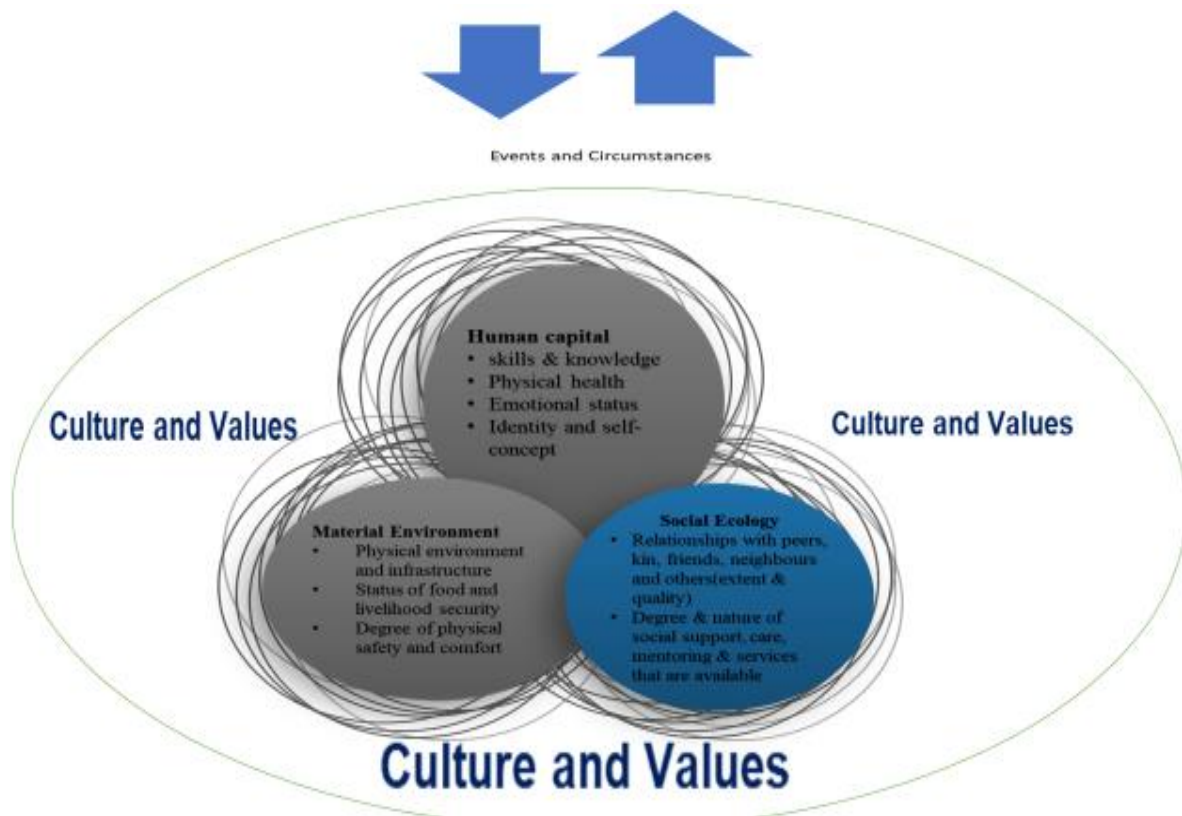 Events and Circumstances
Human capital
• skills & knowledge
• Physical health
• Emotional status
• Identity and self-
concept
Culture and Values
Culture and Values
Material Environment
• Physical environment
and infrastructure
• Status of food and
livelihood security
• Degree of physical
safety and comfort
Social Ecology
• Relationships with peers,
kin, friends, neighbours
and others(extent &
quality)
• Degree & nature of
social support, care,
mentoring & services
that are available
Culture and Values